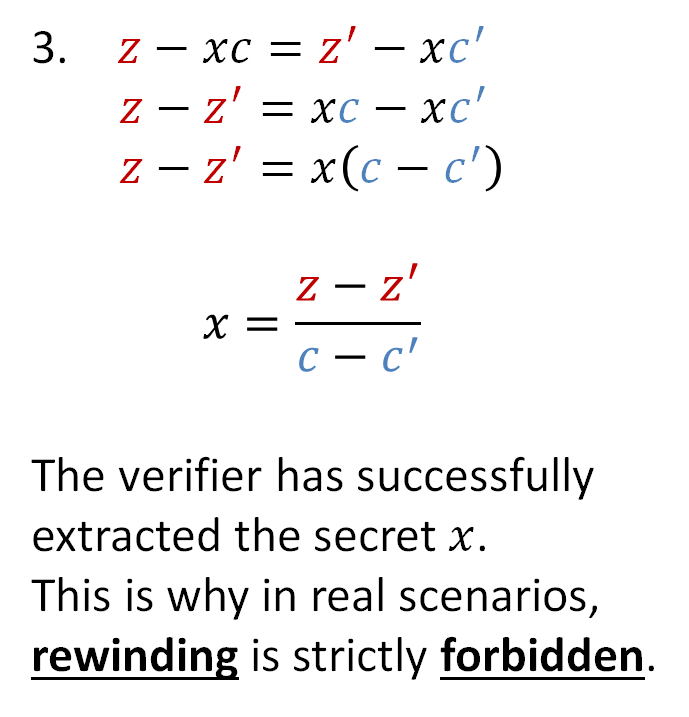 3. z − xc = z′ − xc′
z − z′ = xc − xc′
z − z′ = x(c − c′)
x = (z − z′) / (c − c′)
The verifier has successfully
extracted the secret x.
This is why in real scenarios,
rewinding is strictly forbidden.